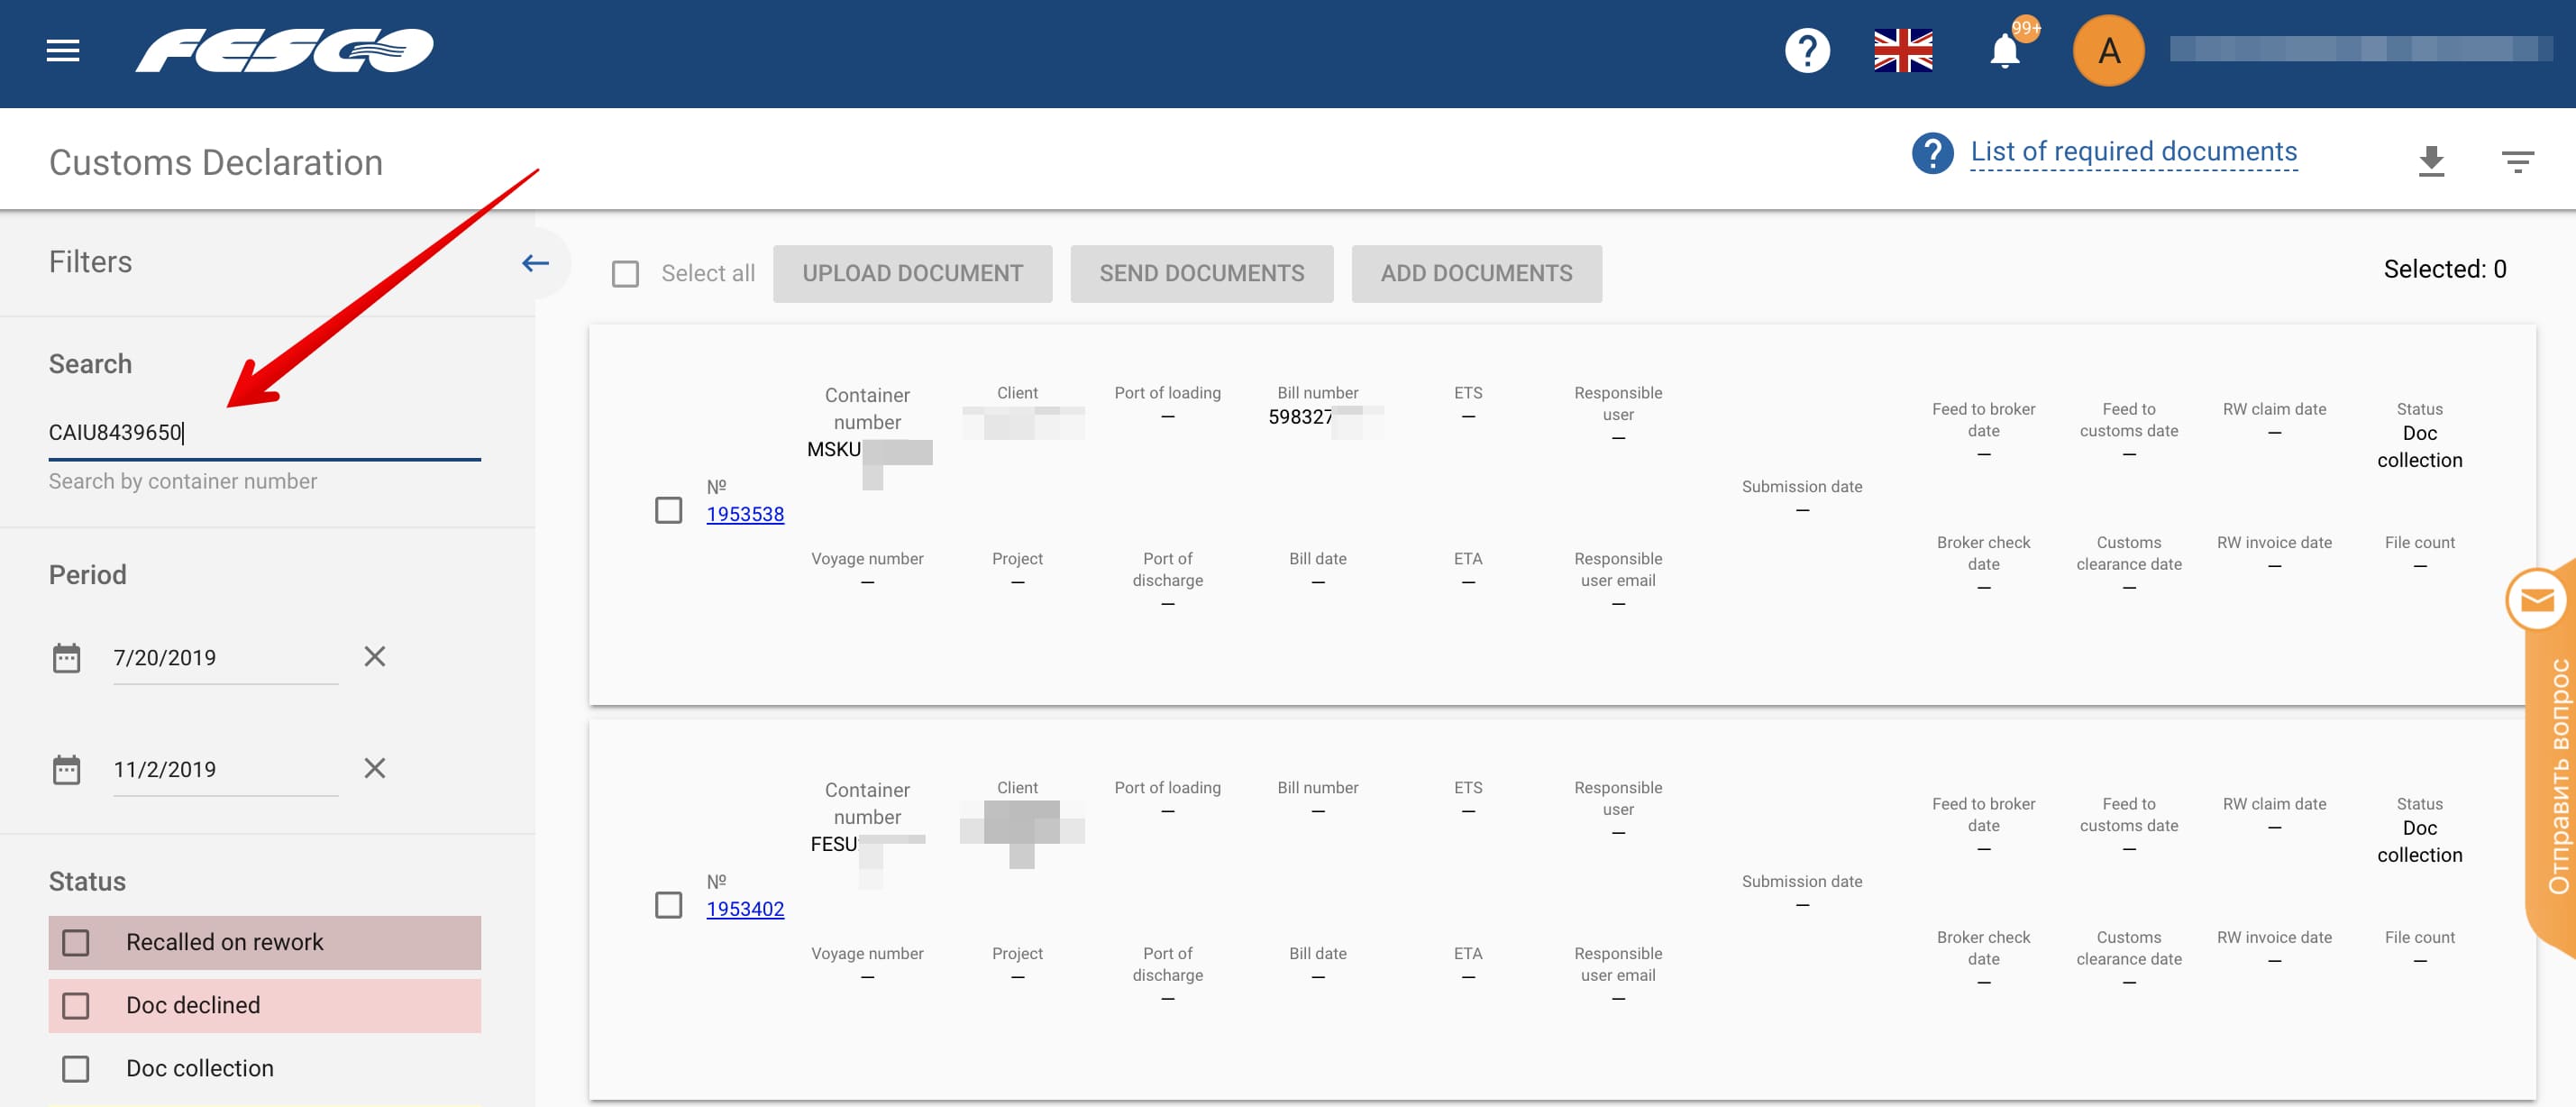 FESCO
?
99+
A
Customs Declaration
? List of required documents
Filters
Select all
UPLOAD DOCUMENT
SEND DOCUMENTS
ADD DOCUMENTS
Selected: 0
Search
CAIU8439650
Search by container number
Period
7/20/2019
11/2/2019
Status
Recalled on rework
Doc declined
Doc collection
№
1953538
Container
number
MSKU
Client
Port of loading
—
Bill number
598327
ETS
—
Responsible
user
—
Voyage number
—
Project
—
Port of
discharge
—
Bill date
—
ETA
—
Responsible
user email
—
Submission date
—
Feed to broker
date
—
Feed to
customs date
—
RW claim date
—
Status
Doc
collection
Broker check
date
—
Customs
clearance date
—
RW invoice date
—
File count
—
№
1953402
Container
number
FESU
Client
Port of loading
—
Bill number
—
ETS
—
Responsible
user
—
Voyage number
—
Project
—
Port of
discharge
—
Bill date
—
ETA
—
Responsible
user email
—
Submission date
—
Feed to broker
date
—
Feed to
customs date
—
RW claim date
—
Status
Doc
collection
Broker check
date
—
Customs
clearance date
—
RW invoice date
—
File count
—
Отправить вопрос